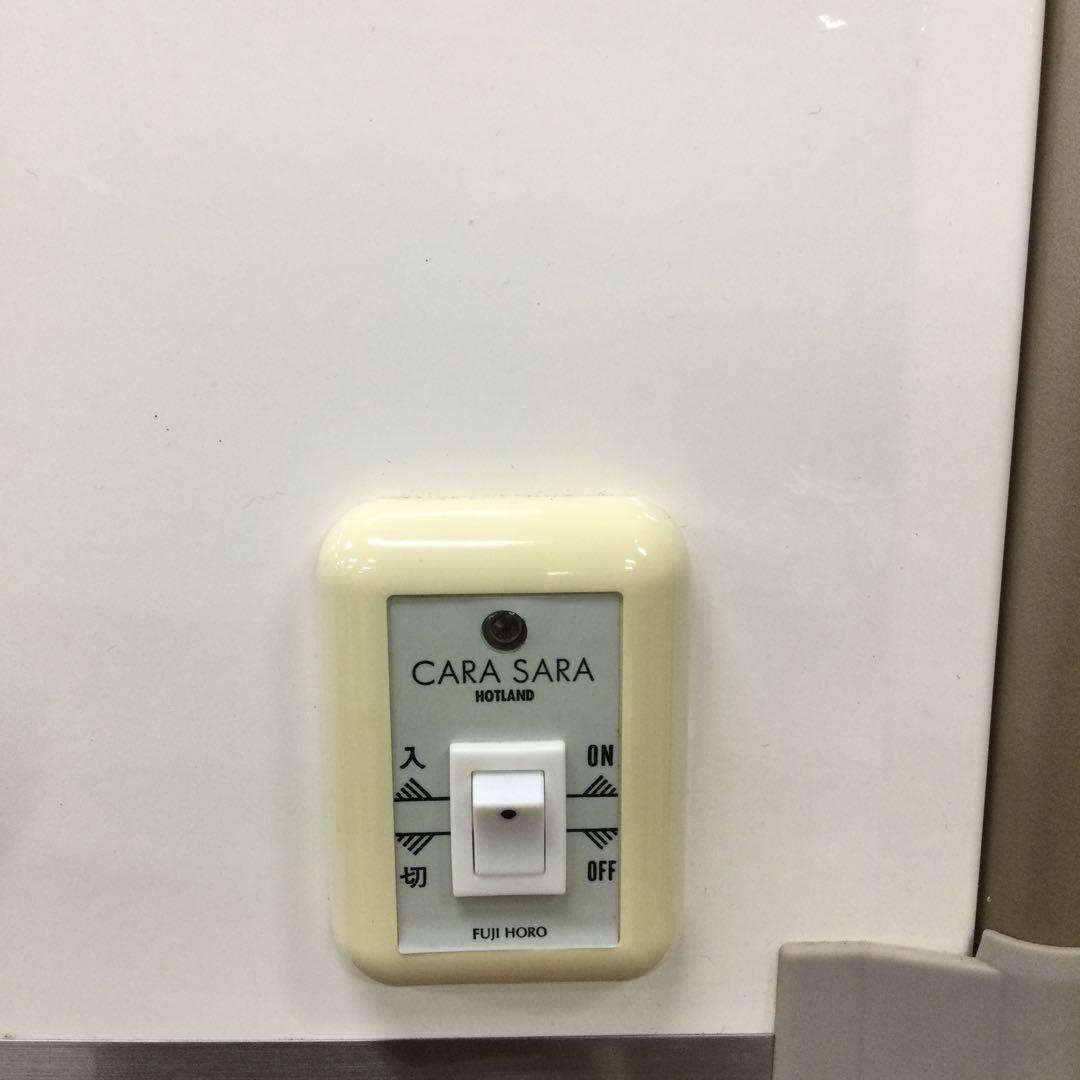 CARA SARA
HOTLAND
入 ON
切 OFF
FUJI HORO